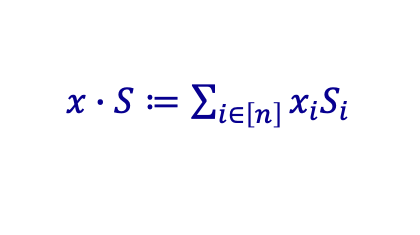 x · S ≔ ∑_{i∈[n]} x_i S_i